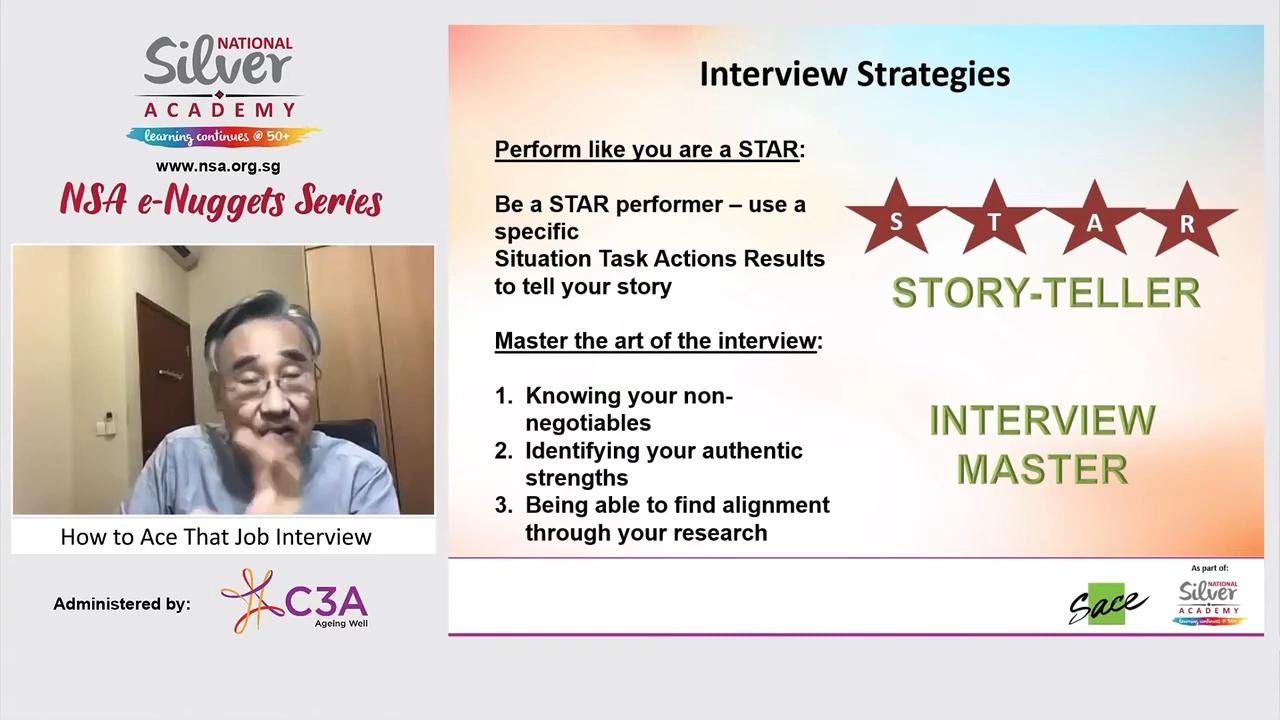 NATIONAL
Silver
ACADEMY
learning continues @ 50+
www.nsa.org.sg
NSA e-Nuggets Series
How to Ace That Job Interview
Administered by:
C3A
Ageing Well
Interview Strategies
Perform like you are a STAR:
Be a STAR performer – use a
specific
Situation Task Actions Results
to tell your story
Master the art of the interview:
1. Knowing your non-
negotiables
2. Identifying your authentic
strengths
3. Being able to find alignment
through your research
S T A R
STORY-TELLER
INTERVIEW
MASTER
Sace
As part of:
NATIONAL
Silver
ACADEMY
learning continues @ 50+